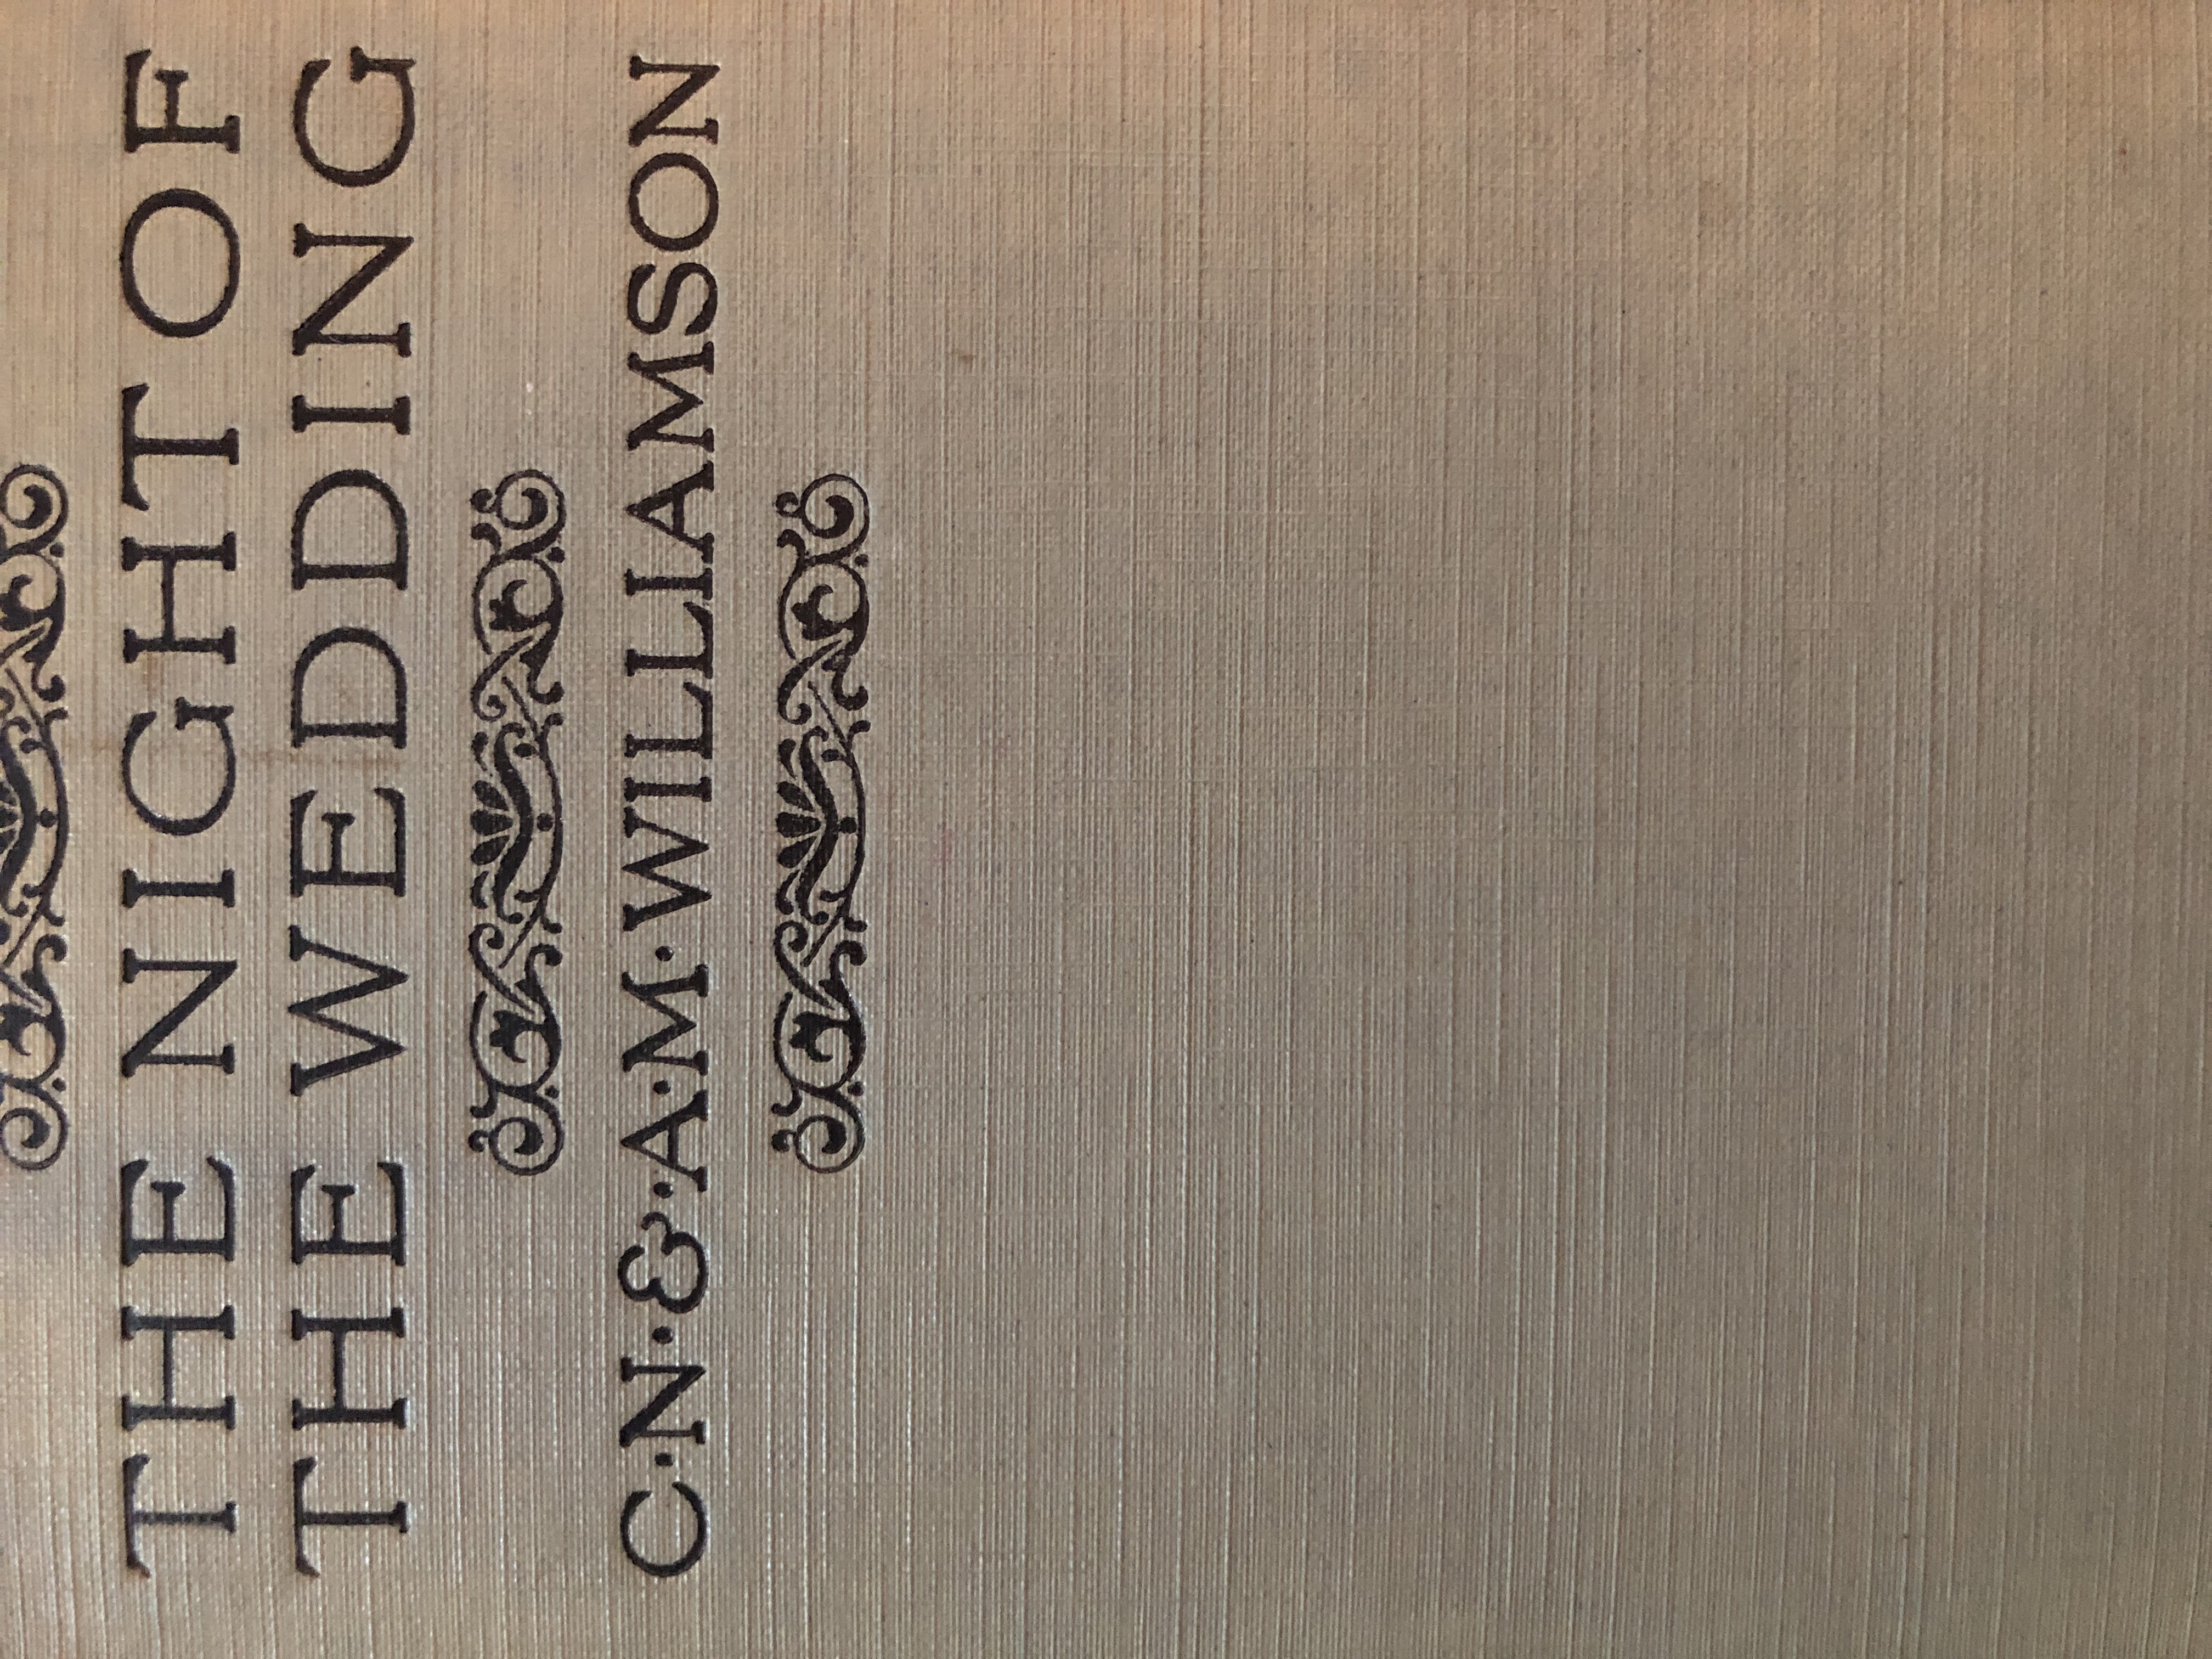 THE NIGHT OF
THE WEDDING
C·N·&·A·M·WILLIAMSON